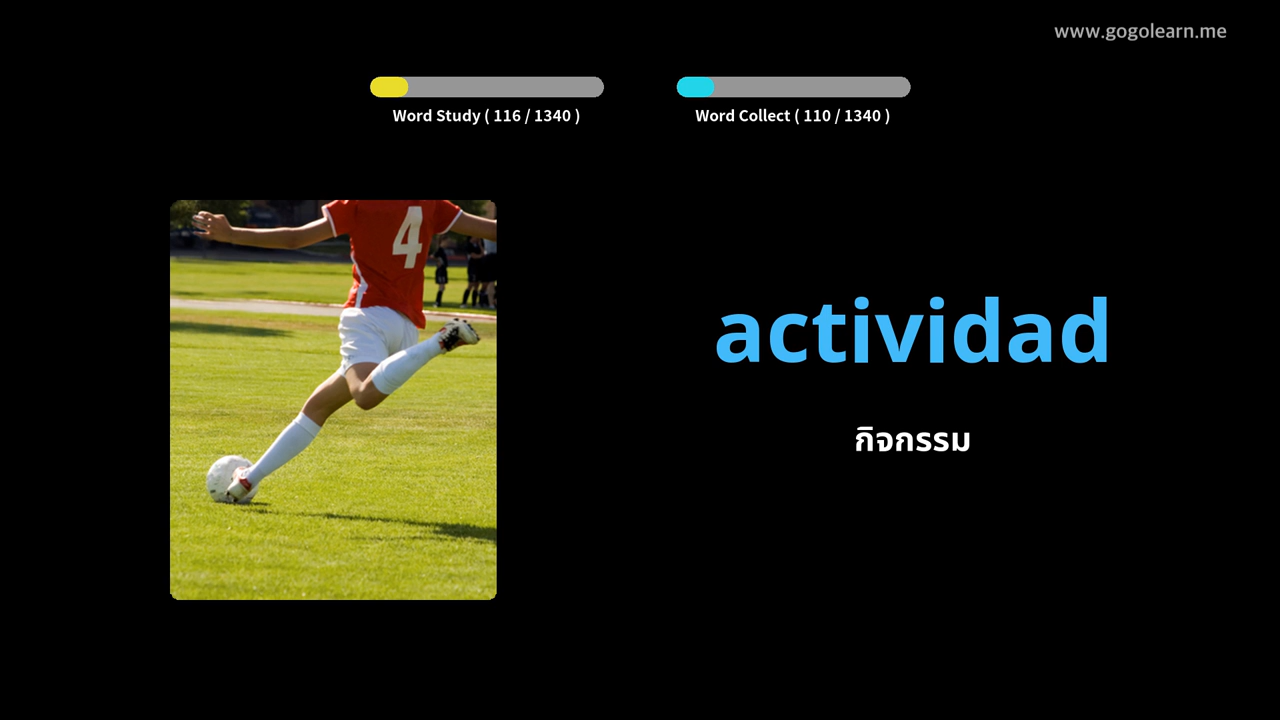 www.gogolearn.me
Word Study ( 116 / 1340 )
Word Collect ( 110 / 1340 )
4
actividad
กิจกรรม